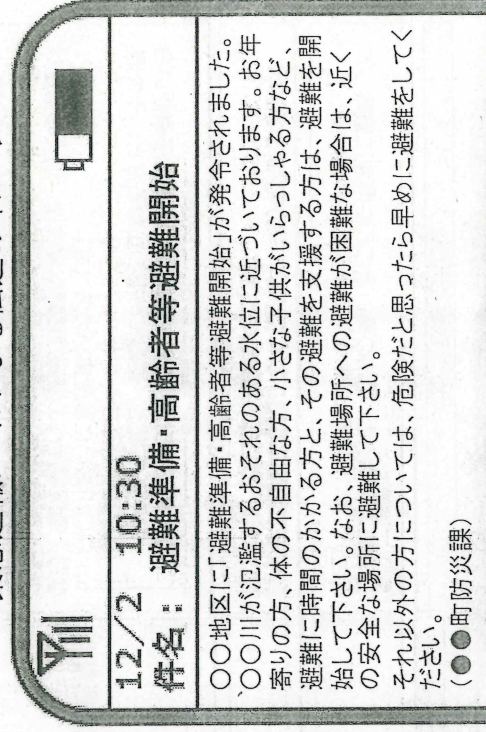 12/2 10:30
件名：避難準備・高齢者等避難開始
○○地区に「避難準備・高齢者等避難開始」が発令されました。
○○川が氾濫するおそれのある水位に近づいております。お年
寄りの方、体の不自由な方、小さな子供がいらっしゃる方など、
避難に時間のかかる方と、その避難を支援する方は、避難を開
始して下さい。なお、避難場所への避難が困難な場合は、近く
の安全な場所に避難して下さい。
それ以外の方については、危険だと思ったら早めに避難をしてく
ださい。
(●●町防災課)